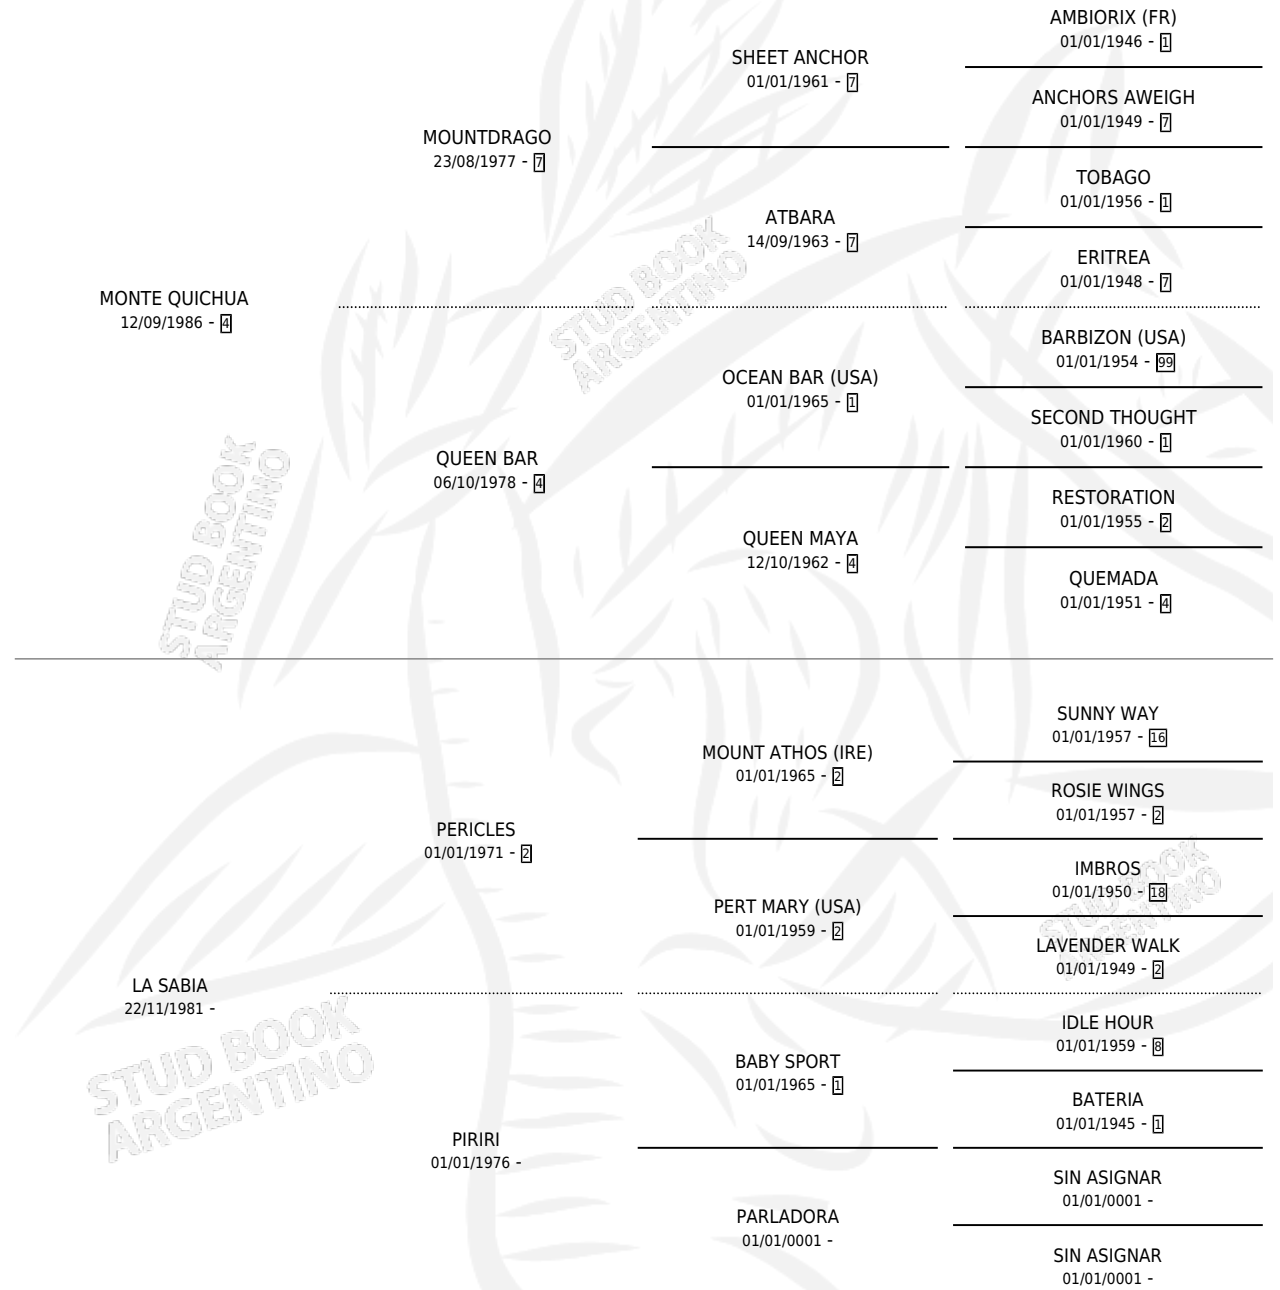 AMBIORIX (FR)
01/01/1946 - 1
SHEET ANCHOR
01/01/1961 - 7
ANCHORS AWEIGH
01/01/1949 - 7
MOUNTDRAGO
23/08/1977 - 7
TOBAGO
01/01/1956 - 1
ATBARA
14/09/1963 - 7
ERITREA
01/01/1948 - 7
MONTE QUICHUA
12/09/1986 - 4
BARBIZON (USA)
01/01/1954 - 99
OCEAN BAR (USA)
01/01/1965 - 1
SECOND THOUGHT
01/01/1960 - 1
QUEEN BAR
06/10/1978 - 4
RESTORATION
01/01/1955 - 2
QUEEN MAYA
12/10/1962 - 4
QUEMADA
01/01/1951 - 4
STUD BOOK
ARGENTINO
STUD BOOK
ARGENTINO
SUNNY WAY
01/01/1957 - 16
MOUNT ATHOS (IRE)
01/01/1965 - 2
ROSIE WINGS
01/01/1957 - 2
PERICLES
01/01/1971 - 2
IMBROS
01/01/1950 - 18
PERT MARY (USA)
01/01/1959 - 2
LAVENDER WALK
01/01/1949 - 2
STUD BOOK
ARGENTINO
LA SABIA
22/11/1981 -
IDLE HOUR
01/01/1959 - 8
BABY SPORT
01/01/1965 - 1
BATERIA
01/01/1945 - 1
STUD BOOK
ARGENTINO
PIRIRI
01/01/1976 -
SIN ASIGNAR
01/01/0001 -
PARLADORA
01/01/0001 -
SIN ASIGNAR
01/01/0001 -